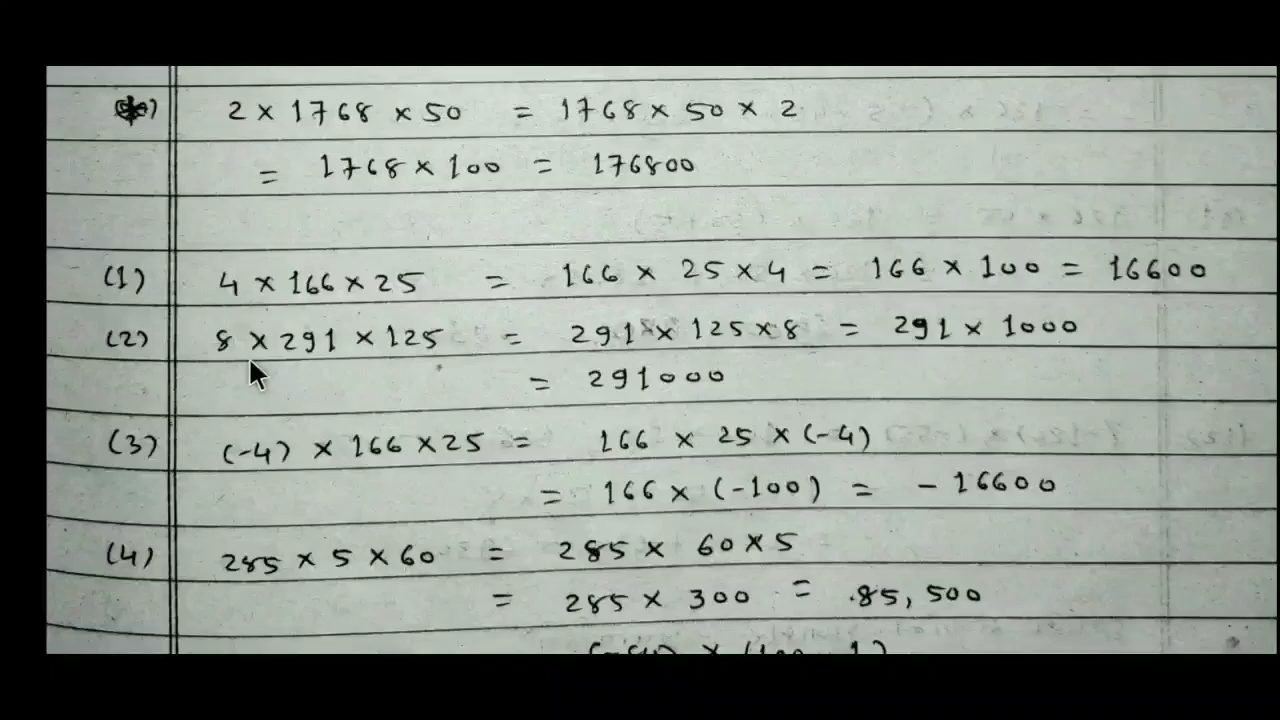 2 × 1768 × 50 = 1768 × 50 × 2
= 1768 × 100 = 176800
(1) 4 × 166 × 25 = 166 × 25 × 4 = 166 × 100 = 16600
(2) 8 × 291 × 125 = 291 × 125 × 8 = 291 × 1000
= 291000
(3) (-4) × 166 × 25 = 166 × 25 × (-4)
= 166 × (-100) = - 16600
(4) 285 × 5 × 60 = 285 × 60 × 5
= 285 × 300 = 85,500